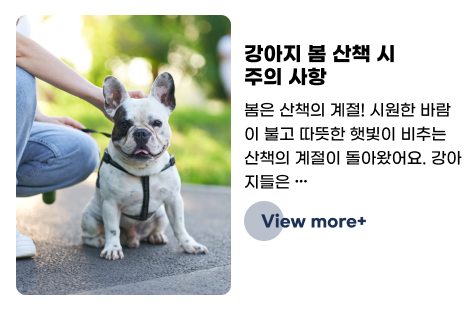 강아지 봄 산책 시
주의 사항
봄은 산책의 계절! 시원한 바람
이 불고 따뜻한 햇빛이 비추는
산책의 계절이 돌아왔어요. 강아
지들은 ···
View more+